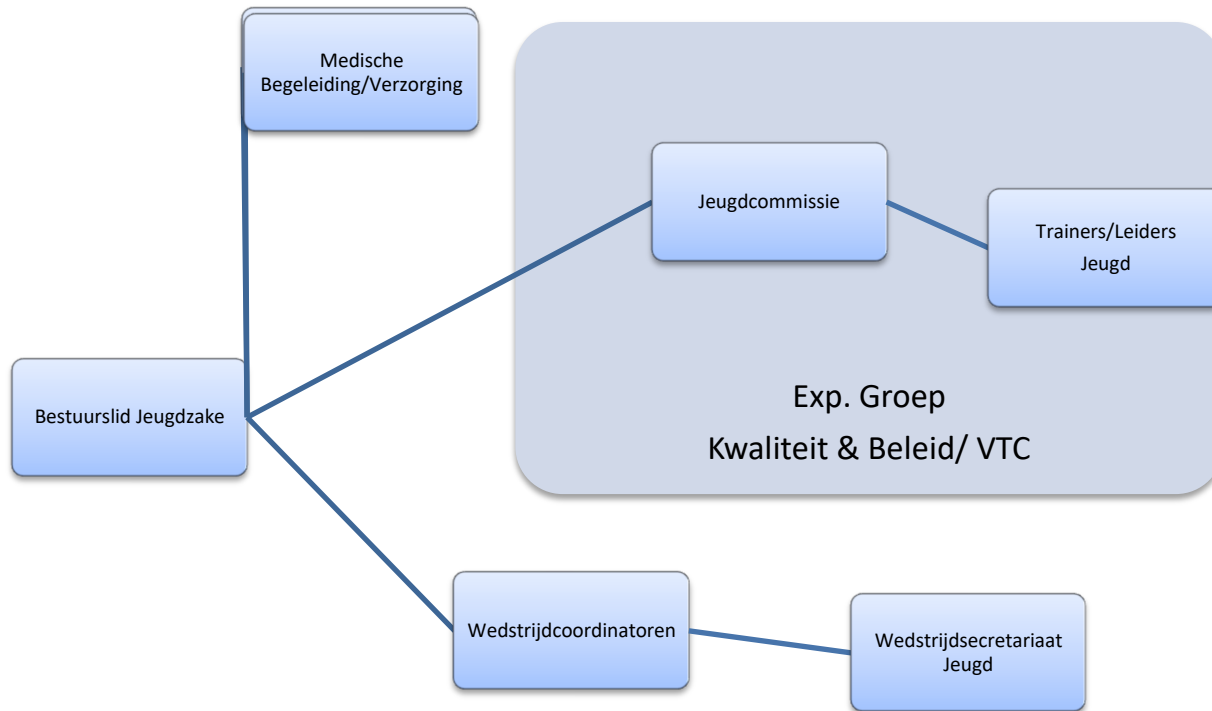 Medische
Begeleiding/Verzorging
Jeugdcommissie
Trainers/Leiders
Jeugd
Bestuurslid Jeugdzake
Exp. Groep
Kwaliteit & Beleid/ VTC
Wedstrijdcoordinatoren
Wedstrijdsecretariaat
Jeugd